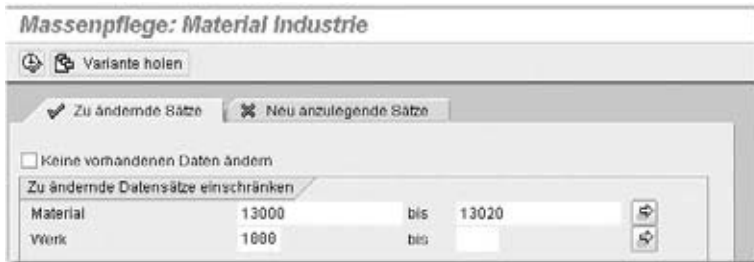 Massenpflege: Material Industrie
Variante holen
Zu ändernde Sätze Neu anzulegende Sätze
Keine vorhandenen Daten ändern
Zu ändernde Datensätze einschränken
Material 13000 bis 13020
Werk 1000 bis